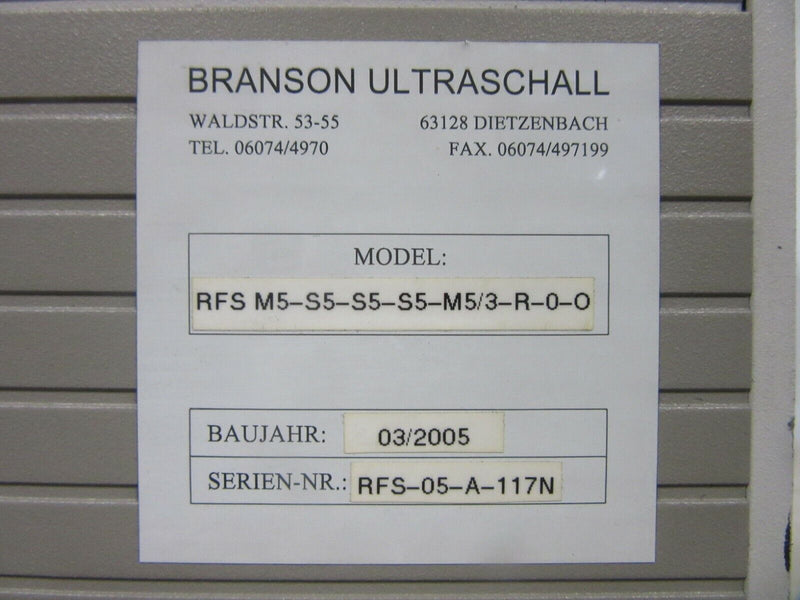 BRANSON ULTRASCHALL
WALDSTR. 53-55 63128 DIETZENBACH
TEL. 06074/4970 FAX. 06074/497199
MODEL:
RFS M5-S5-S5-S5-M5/3-R-0-O
BAUJAHR: 03/2005
SERIEN-NR.: RFS-05-A-117N